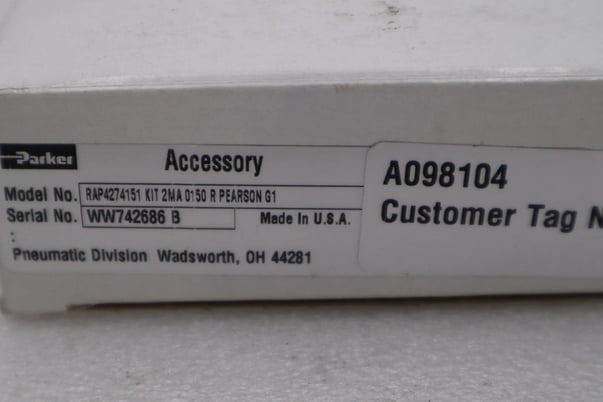 Parker
Accessory
Model No. RAP4274151 KIT 2MA 0150 R PEARSON G1
Serial No. WW742686 B Made In U.S.A.
:
Pneumatic Division Wadsworth, OH 44281
A098104
Customer Tag N